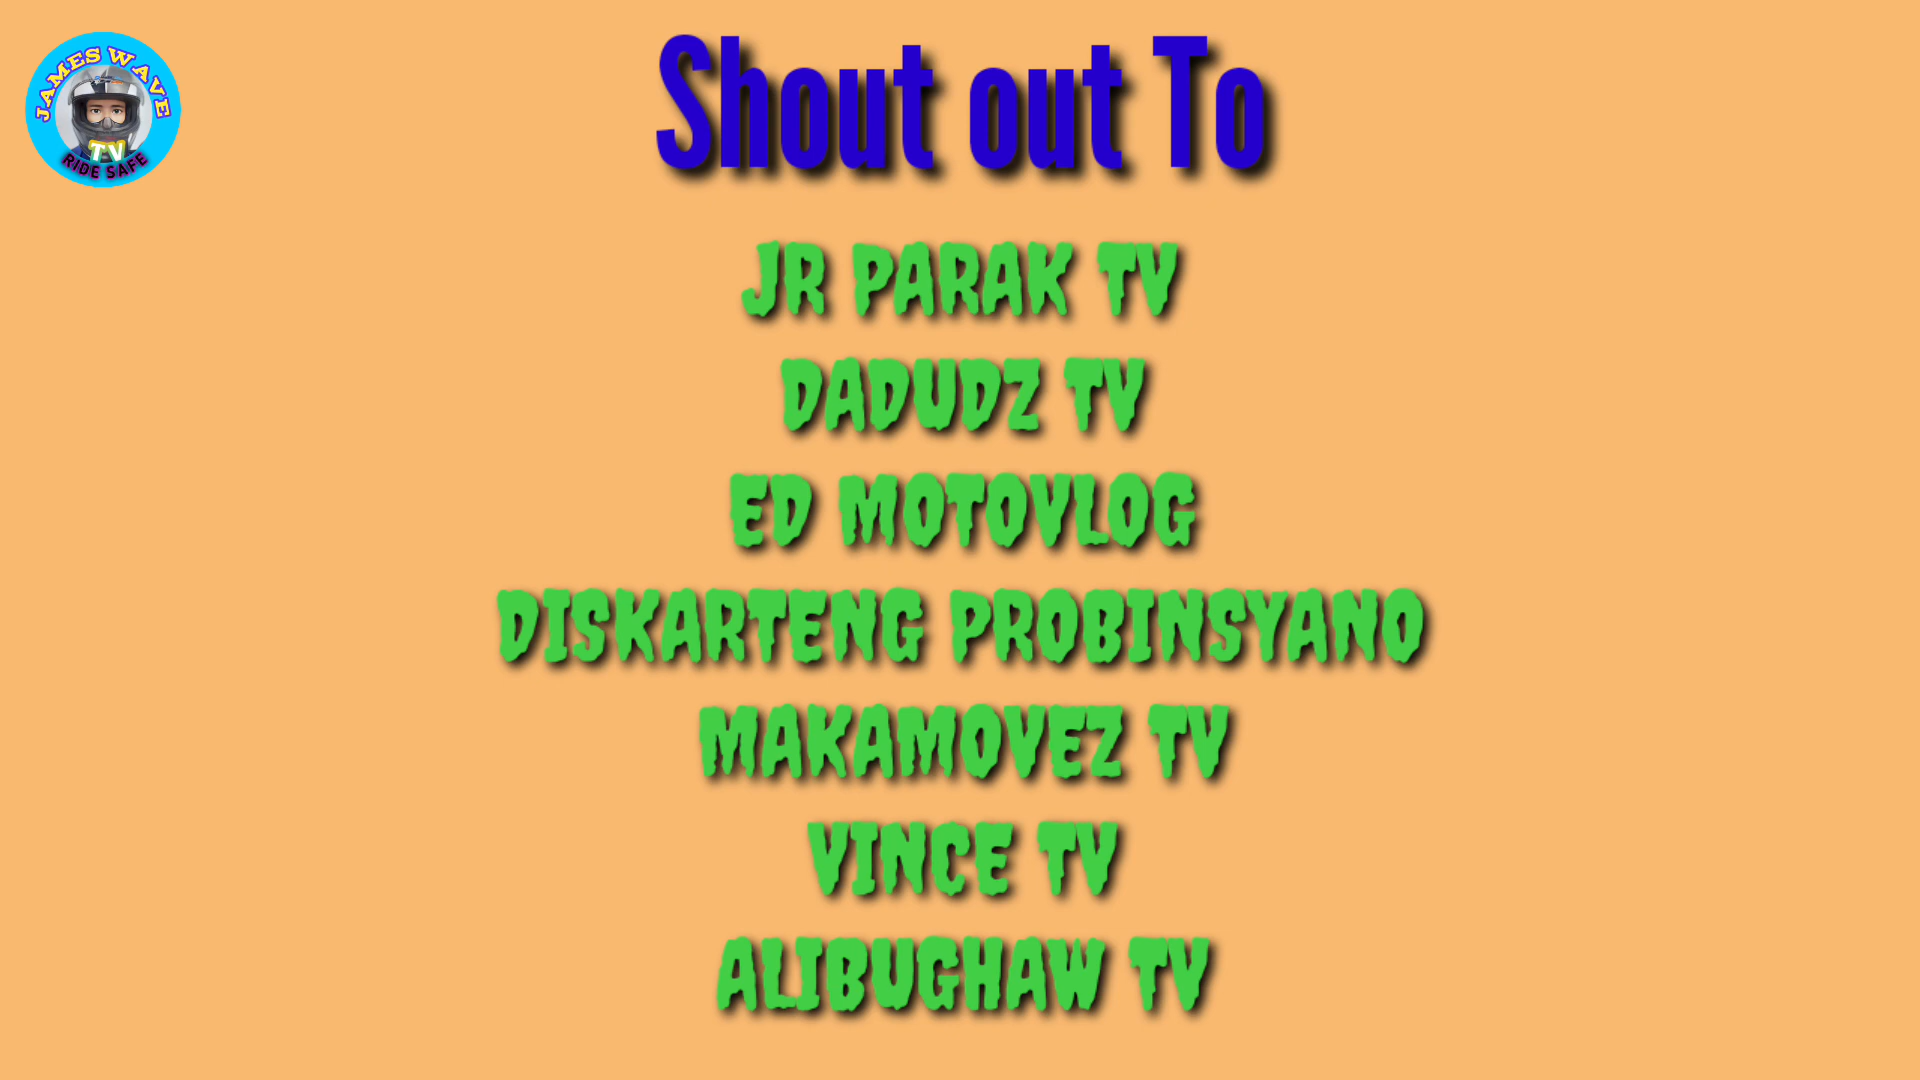 JAMES WAVE
TV
RIDE SAFE
Shout out To
JR PARAK TV
DADUDZ TV
ED MOTOVLOG
DISKARTENG PROBINSYANO
MAKAMOVEZ TV
VINCE TV
ALIBUGHAW TV